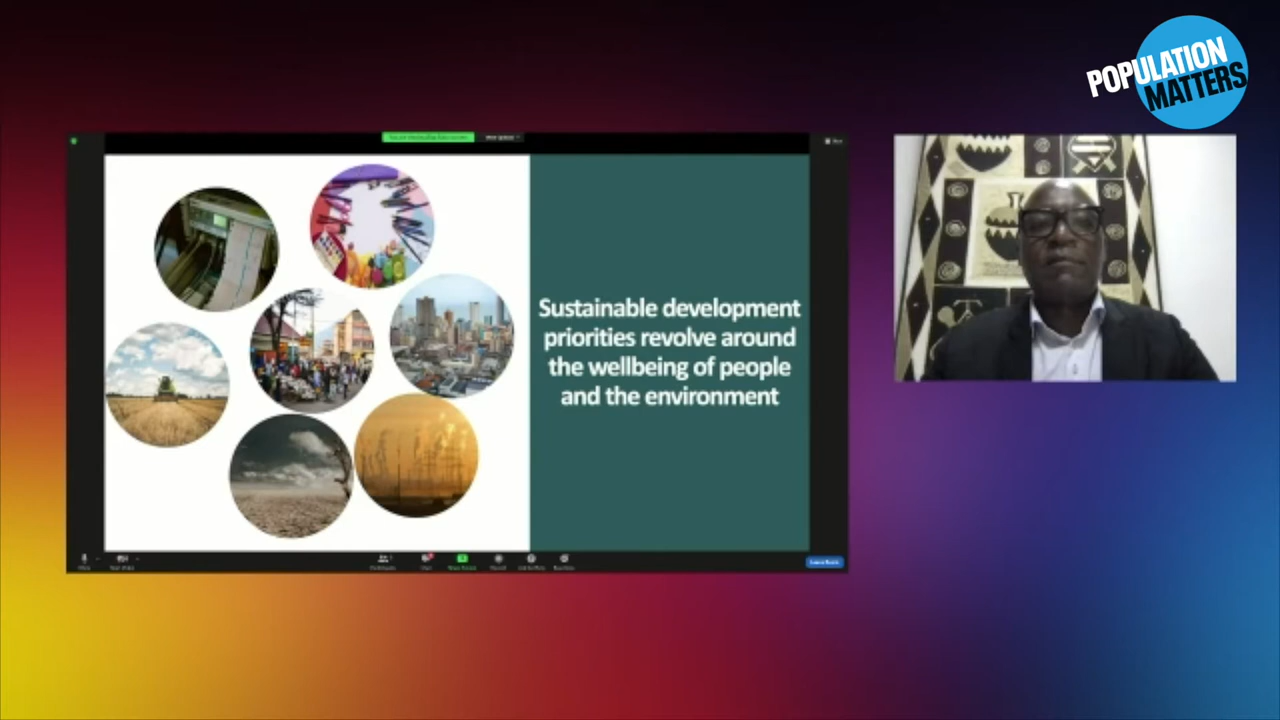 POPULATION
MATTERS
Sustainable development
priorities revolve around
the wellbeing of people
and the environment